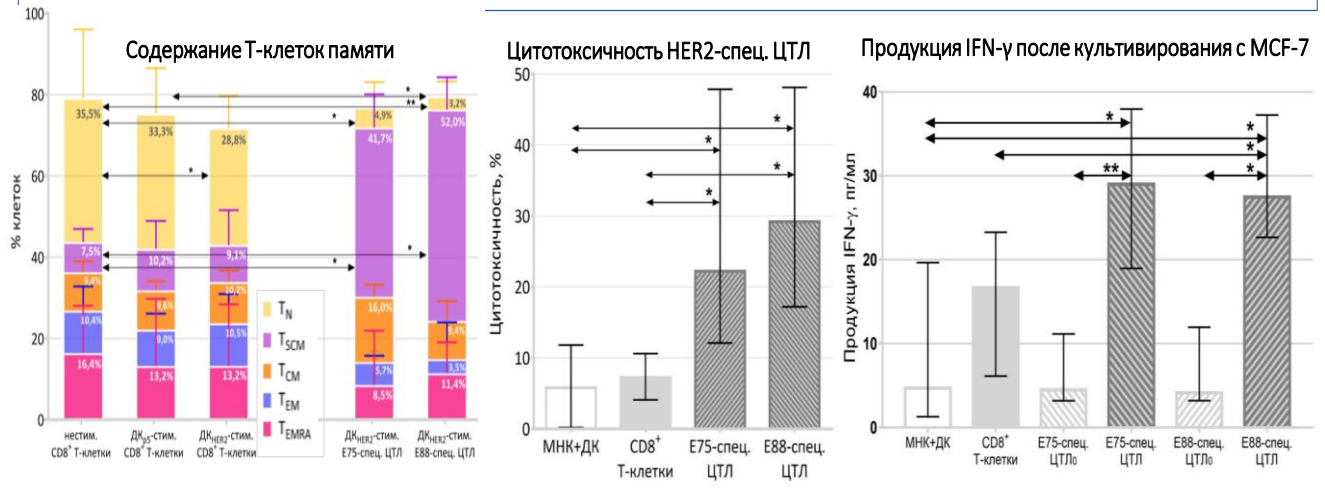 Содержание Т-клеток памяти
% клеток
100
80
60
40
20
0
35,5%
7,5%
9,4%
10,4%
16,4%
33,3%
10,2%
9,6%
9,0%
13,2%
28,8%
9,1%
10,2%
10,5%
13,2%
4,9%
41,7%
16,0%
5,7%
8,5%
3,2%
52,0%
9,4%
3,5%
11,4%
*
**
*
*
*
*
TN
TSCM
TCM
TEM
TEMRA
нестим.
CD8+ Т-клетки
ДКp5-стим.
CD8+ Т-клетки
ДКHER2-стим.
CD8+ Т-клетки
ДКHER2-стим.
E75-спец. ЦТЛ
ДКHER2-стим.
E88-спец. ЦТЛ
Цитотоксичность HER2-спец. ЦТЛ
Цитотоксичность, %
50
40
30
20
10
0
*
*
*
*
МНК+ДК
CD8+
Т-клетки
E75-спец.
ЦТЛ
E88-спец.
ЦТЛ
Продукция IFN-γ после культивирования с MCF-7
Продукция IFN-γ, пг/мл
40
30
20
10
0
*
*
*
**
*
МНК+ДК
CD8+
Т-клетки
E75-спец.
ЦТЛ0
E75-спец.
ЦТЛ
E88-спец.
ЦТЛ0
E88-спец.
ЦТЛ